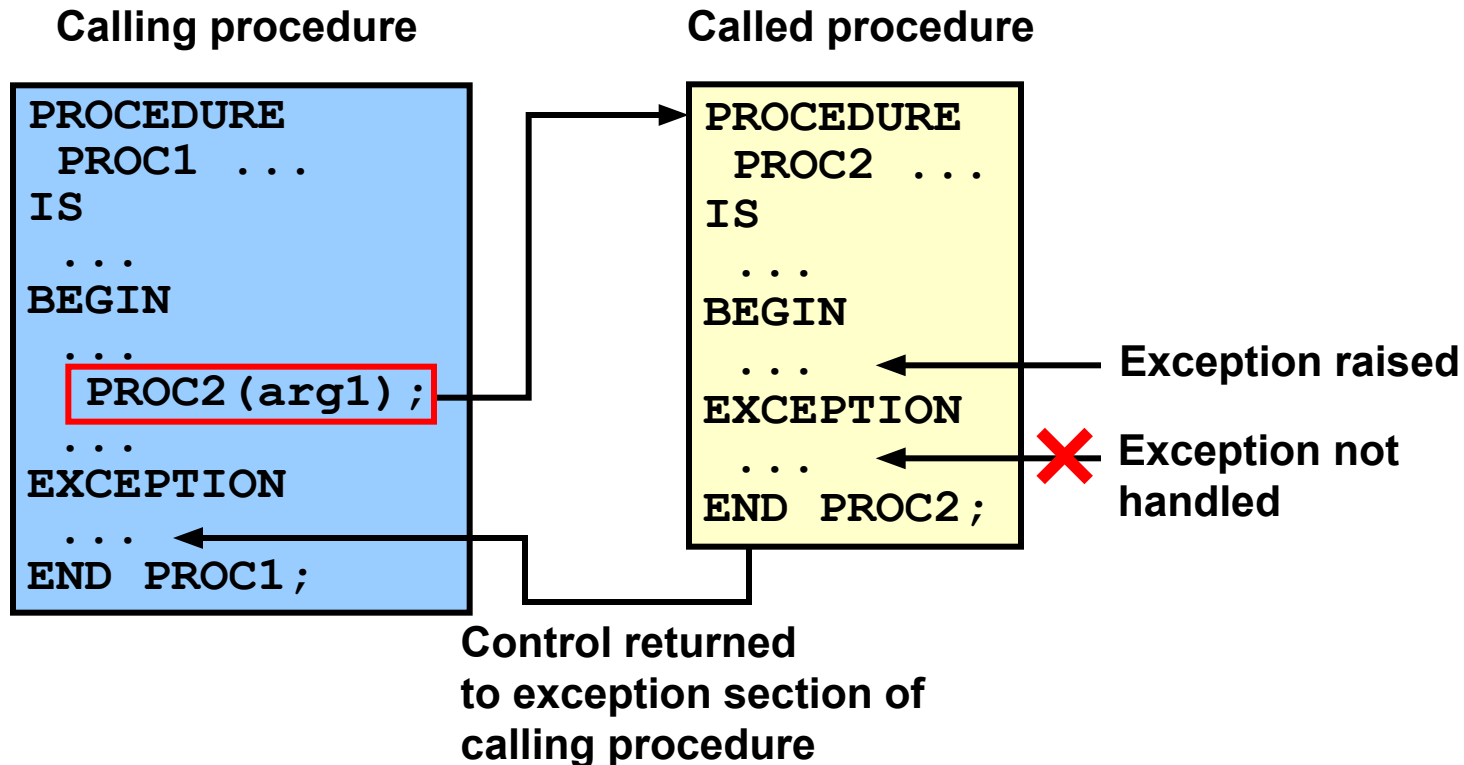 Calling procedure
PROCEDURE
PROC1 ...
IS
...
BEGIN
...
PROC2(arg1);
...
EXCEPTION
...
END PROC1;
Called procedure
PROCEDURE
PROC2 ...
IS
...
BEGIN
...
EXCEPTION
...
END PROC2;
Exception raised
Exception not
handled
Control returned
to exception section of
calling procedure